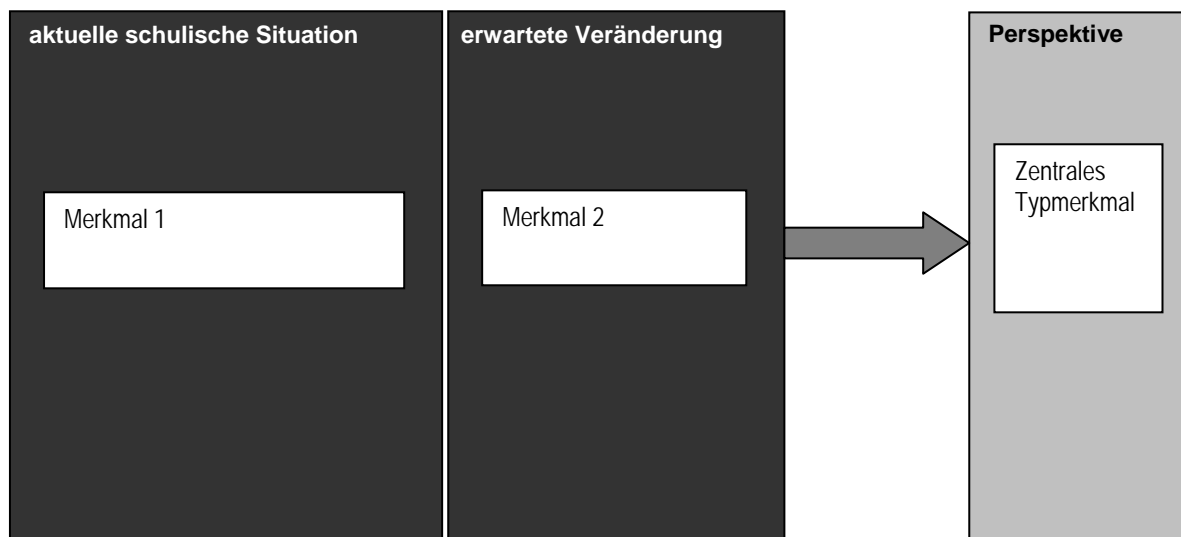 aktuelle schulische Situation
erwartete Veränderung
Perspektive
Merkmal 1
Merkmal 2
Zentrales
Typmerkmal